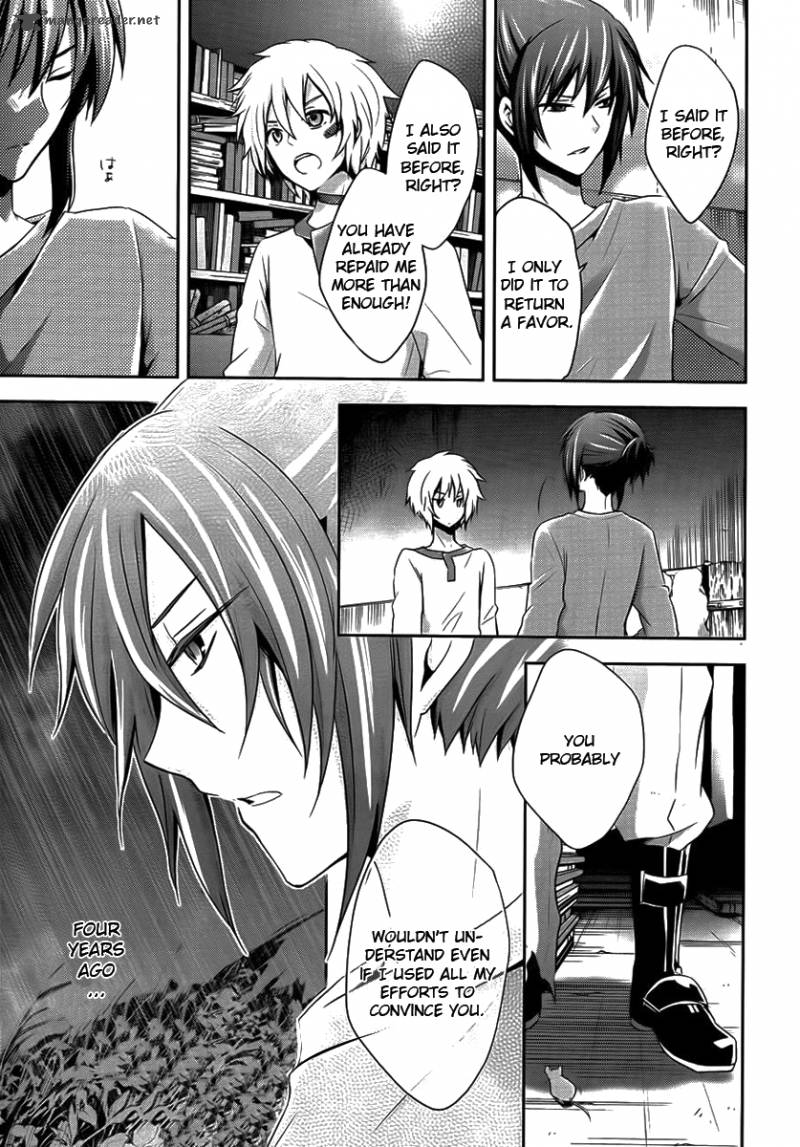 mangareader.net
I SAID IT
BEFORE,
RIGHT?
I ONLY
DID IT TO
RETURN
A FAVOR.
I ALSO
SAID IT
BEFORE,
RIGHT?
YOU HAVE
ALREADY
REPAID ME
MORE THAN
ENOUGH!
はぁ
YOU
PROBABLY
WOULDN'T UN-
DERSTAND EVEN
IF I USED ALL MY
EFFORTS TO
CONVINCE YOU.
FOUR
YEARS
AGO
...